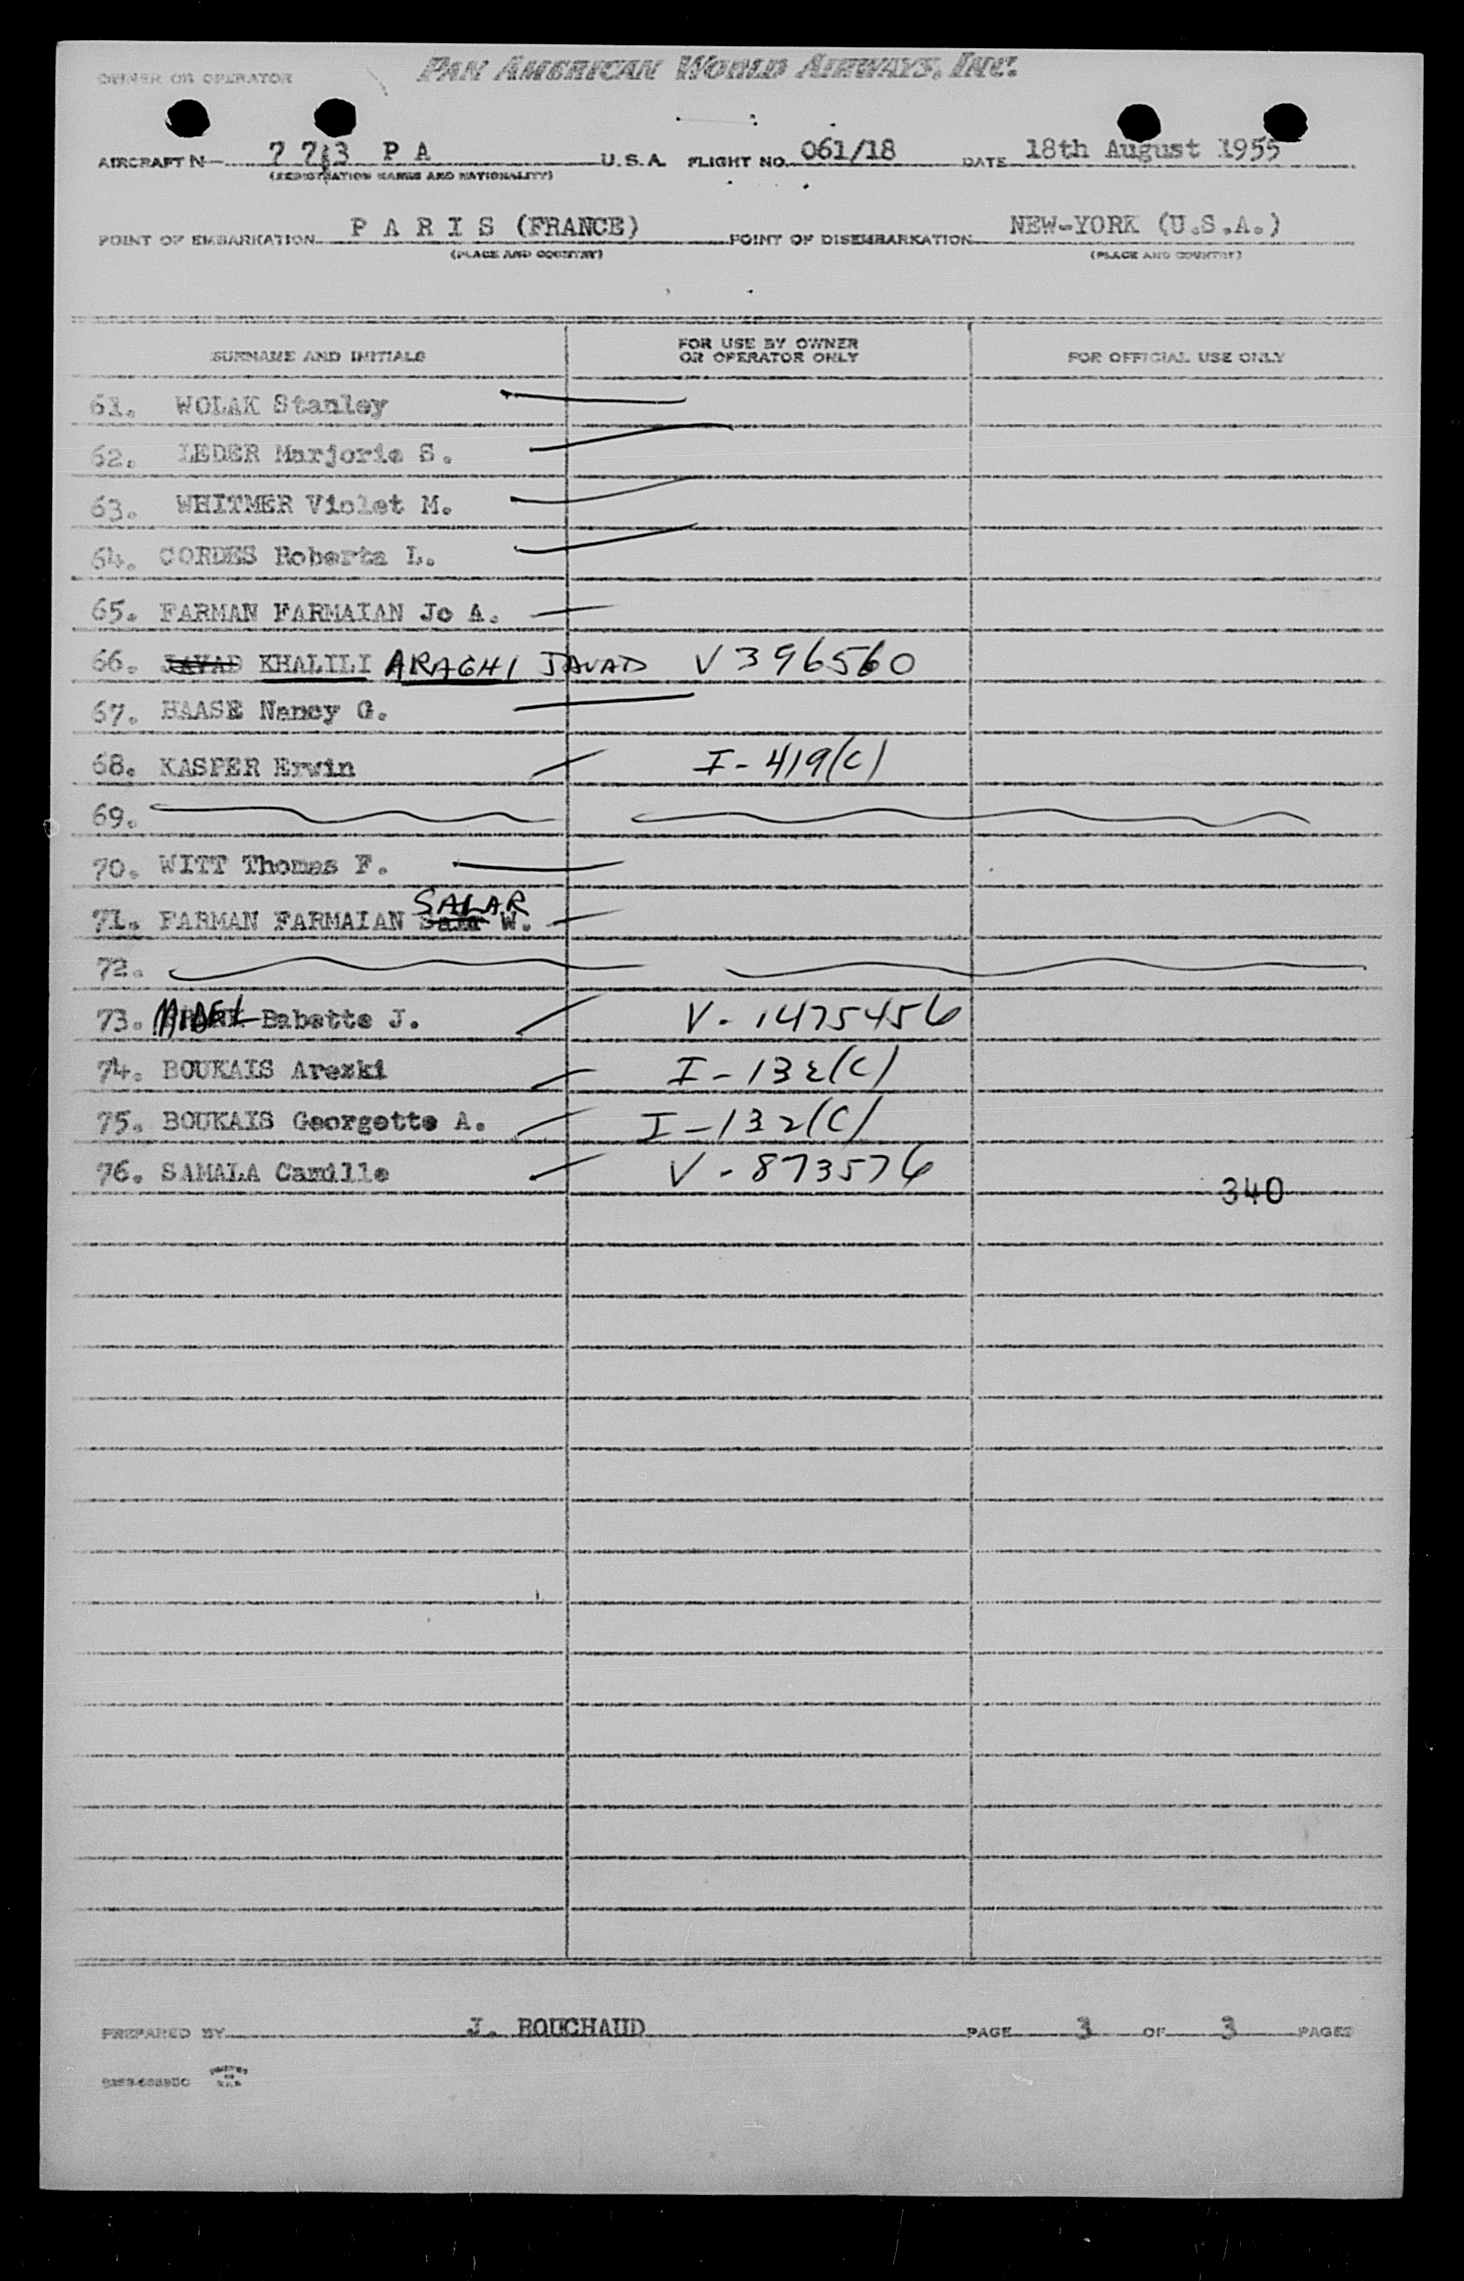 OWNER OR OPERATOR PAN AMERICAN WORLD AIRWAYS, INC.
AIRCRAFT N 773 PA U.S.A. FLIGHT NO. 061/18 DATE 18th August 1955
(REGISTRATION MARKS AND NATIONALITY)
POINT OF EMBARKATION P A R I S (FRANCE) POINT OF DISEMBARKATION NEW-YORK (U.S.A.)
(PLACE AND COUNTRY) (PLACE AND COUNTRY)
SURNAME AND INITIALS FOR USE BY OWNER OR OPERATOR ONLY FOR OFFICIAL USE ONLY
61. WOLAK Stanley
62. LEDER Marjorie S.
63. WHITMER Violet M.
64. CORDES Roberta L.
65. FARMAN FARMAIAN Jo A.
66. JAVAD KHALILI ARAGHI JAVAD V 396560
67. HAASE Nancy G.
68. KASPER Erwin I-419(C)
69.
70. WITT Thomas F.
SALAR
71. FARMAN FARMAIAN Sam W.
72.
73. Babette J. V-1475456
74. BOUKAIS Arezki I-132(C)
75. BOUKAIS Georgette A. I-132(C)
76. SAMALA Camille V-873576
340
PREPARED BY J. BOUCHAUD PAGE 3 OF 3 PAGES